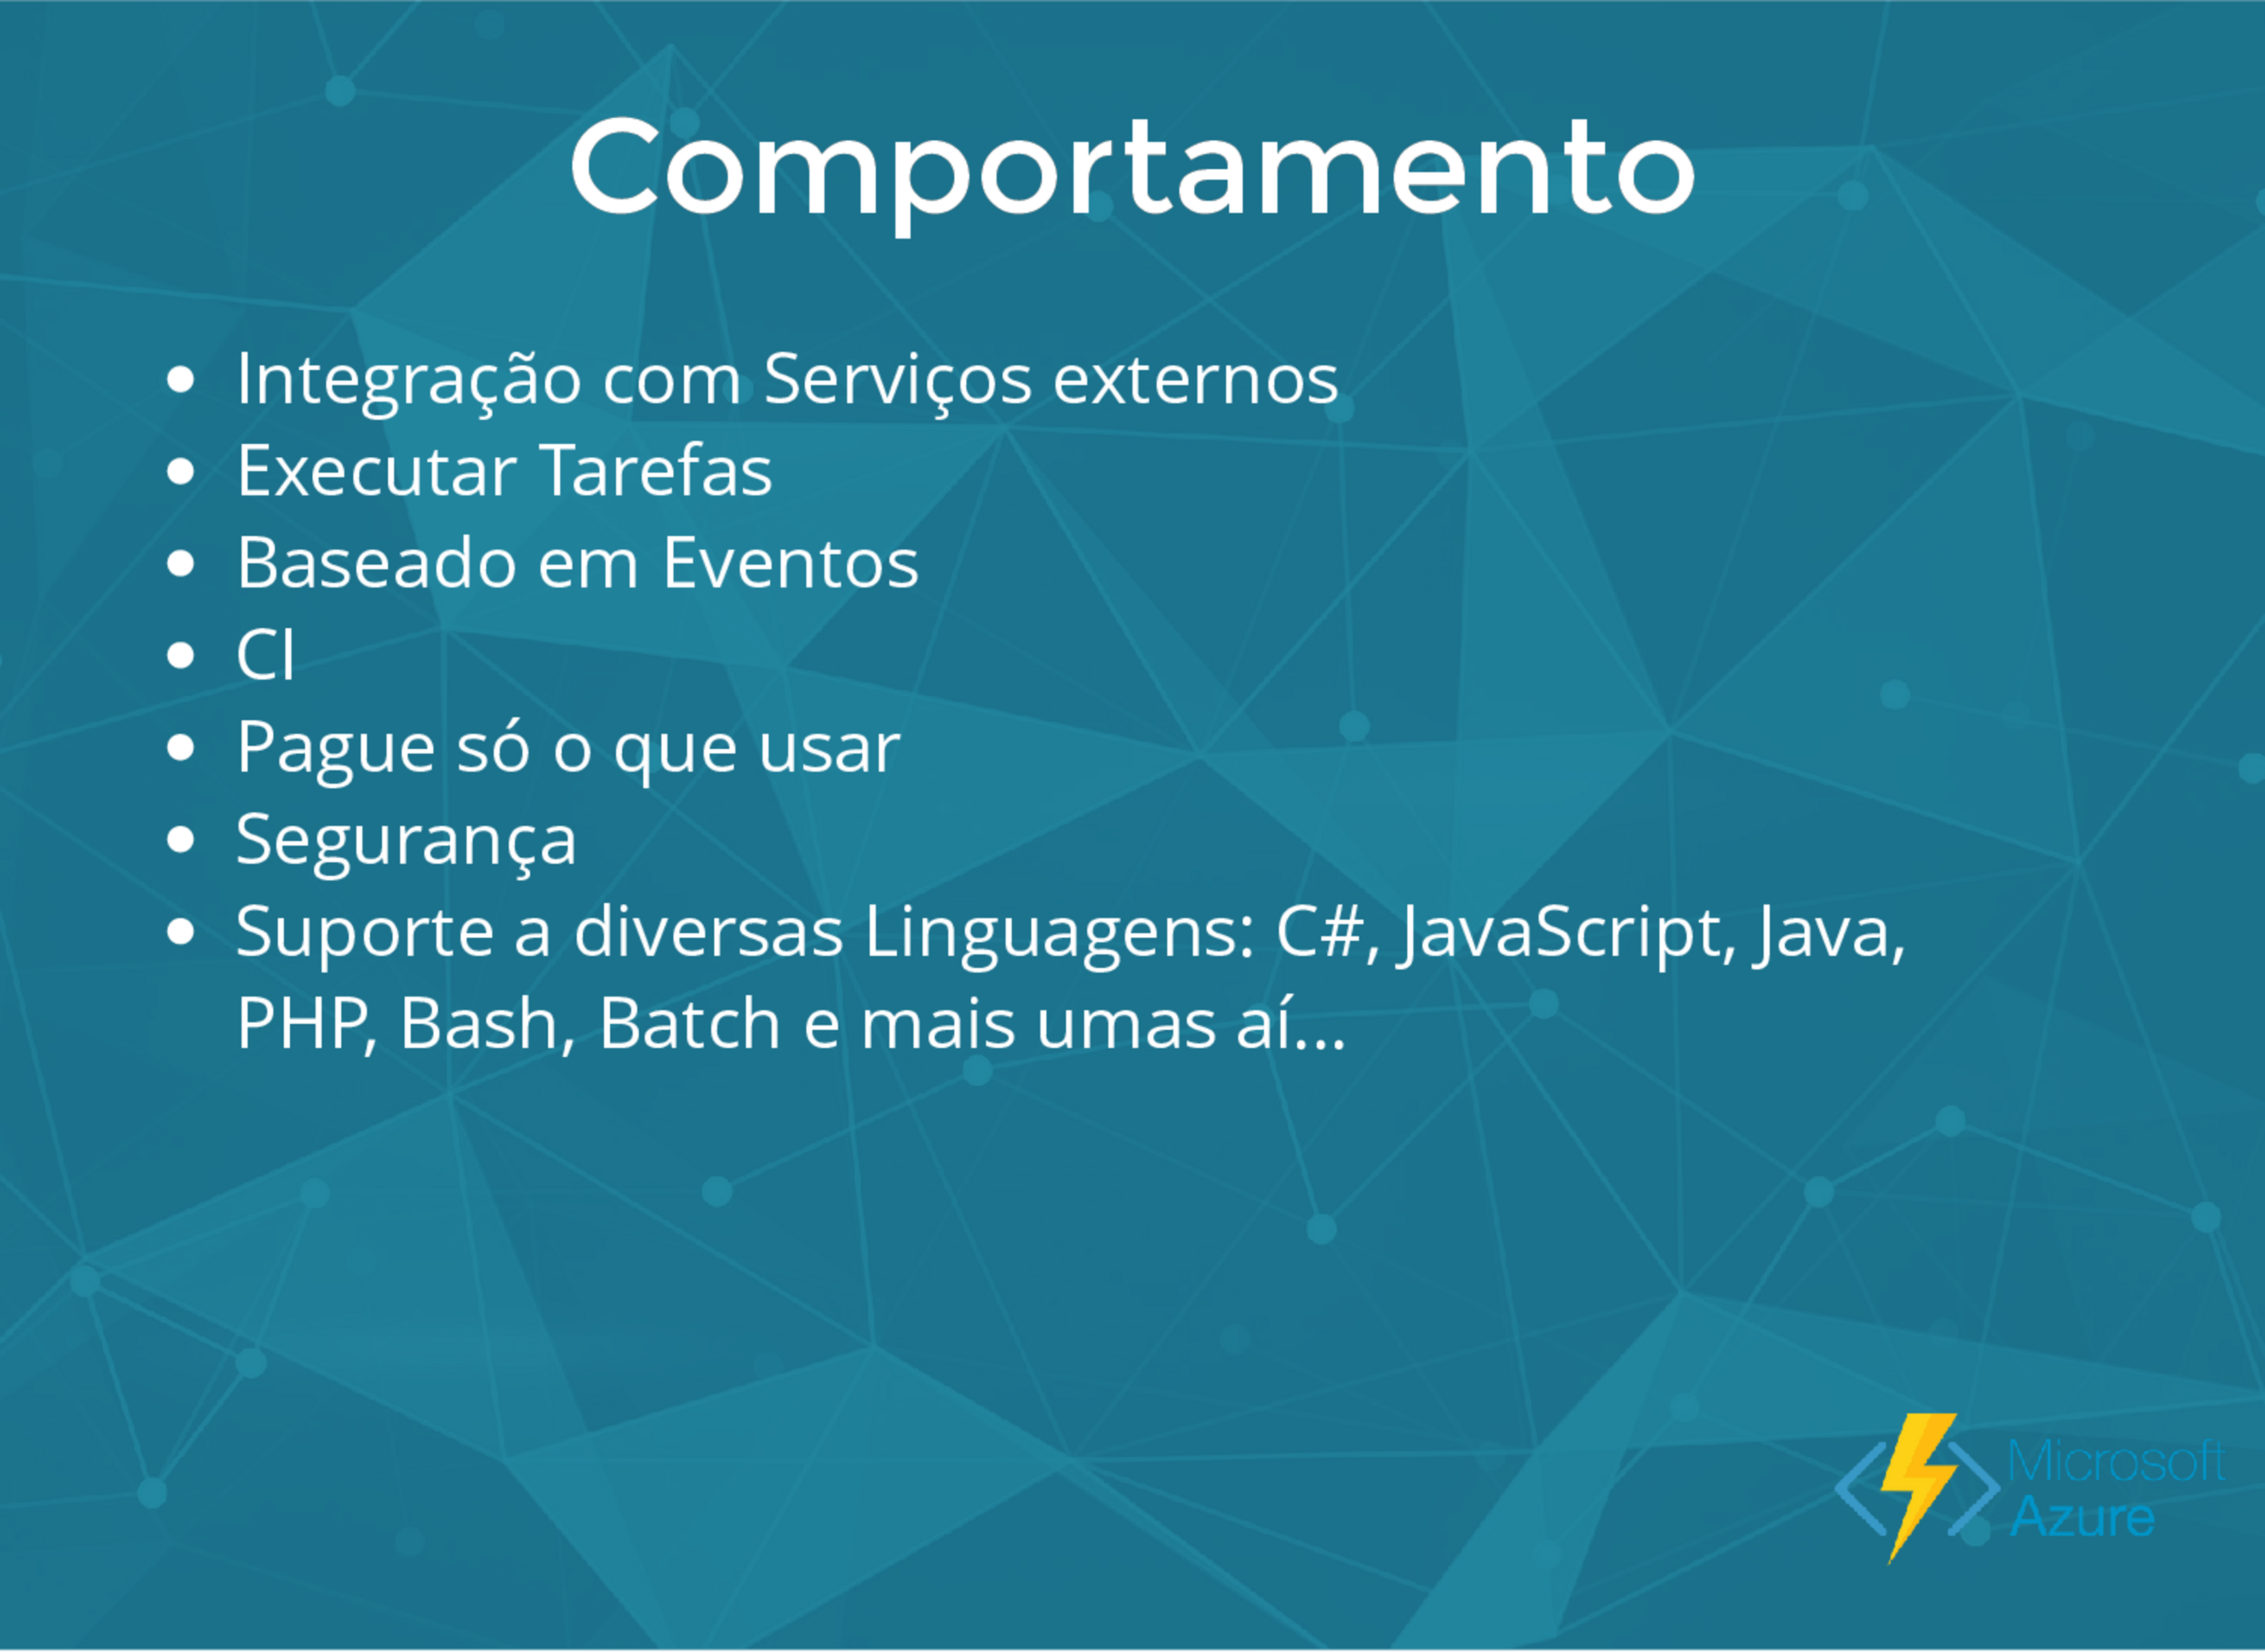 Comportamento
• Integração com Serviços externos
• Executar Tarefas
• Baseado em Eventos
• CI
• Pague só o que usar
• Segurança
• Suporte a diversas Linguagens: C#, JavaScript, Java,
PHP, Bash, Batch e mais umas aí...
Microsoft
Azure